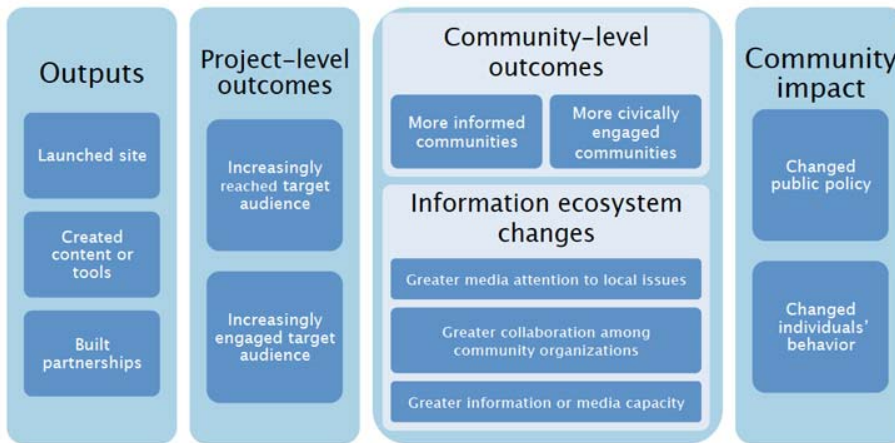 Outputs
Launched site
Created
content or
tools
Built
partnerships
Project-level
outcomes
Increasingly
reached target
audience
Increasingly
engaged target
audience
Community-level
outcomes
More informed
communities
More civically
engaged
communities
Information ecosystem
changes
Greater media attention to local issues
Greater collaboration among
community organizations
Greater information or media capacity
Community
impact
Changed
public policy
Changed
individuals’
behavior